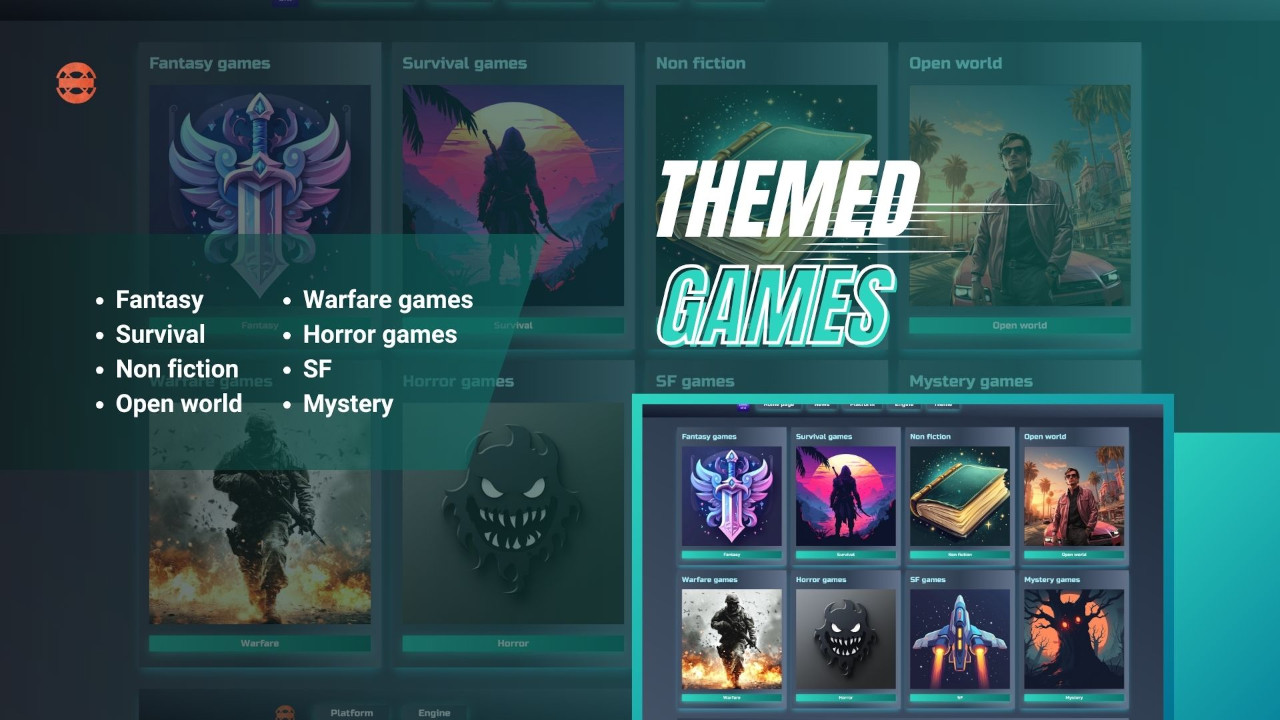 Fantasy games
Survival games
Non fiction
Open world
THEMED
GAMES
Fantasy
Survival
Open world
Fantasy
Survival
Non fiction
Open world
Warfare games
Horror games
SF
Mystery
Warfare games
Horror games
SF games
Mystery games
Warfare
Horror
Platform
Engine
Home page
News
Platform
Engine
Fantasy games
Survival games
Non fiction
Open world
Fantasy
Survival
Non fiction
Open world
Warfare games
Horror games
SF games
Mystery games
Warfare
Horror
SF
Mystery